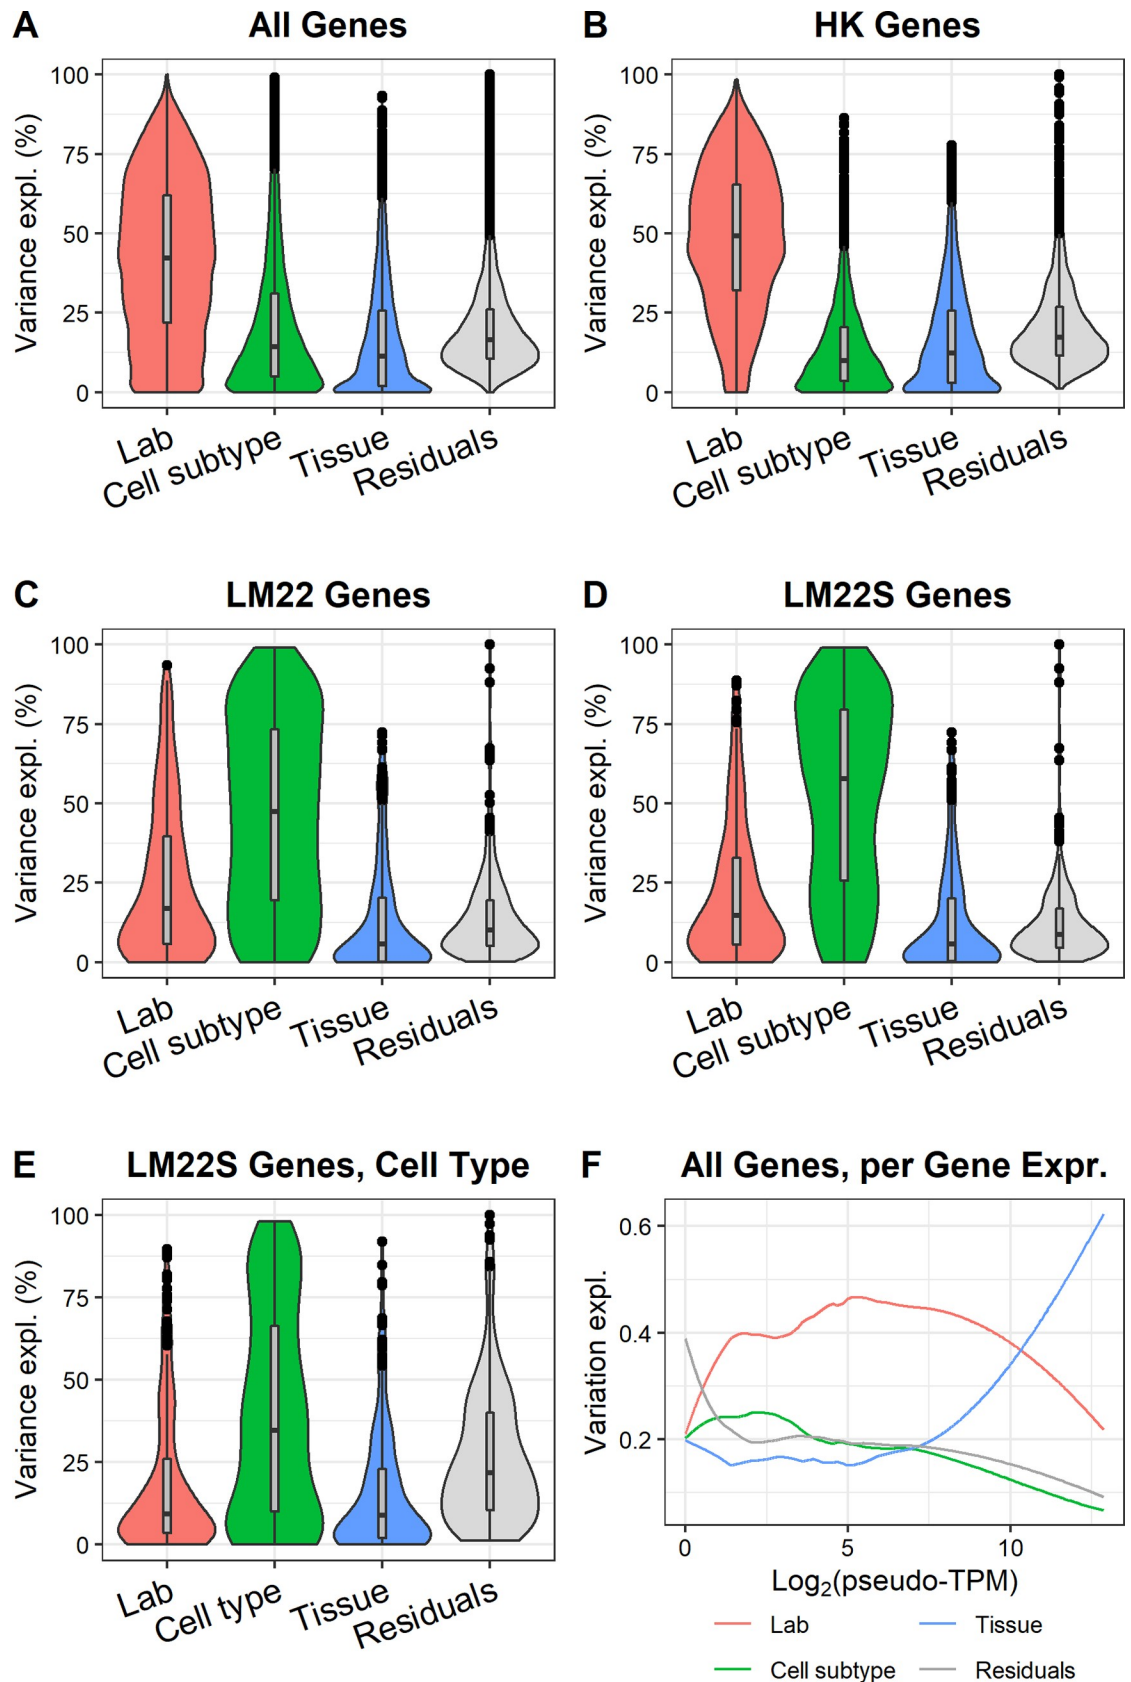 A All Genes
Variance expl. (%)
100
75
50
25
0
Lab
Cell subtype
Tissue
Residuals
B HK Genes
Variance expl. (%)
100
75
50
25
0
Lab
Cell subtype
Tissue
Residuals
C LM22 Genes
Variance expl. (%)
100
75
50
25
0
Lab
Cell subtype
Tissue
Residuals
D LM22S Genes
Variance expl. (%)
100
75
50
25
0
Lab
Cell subtype
Tissue
Residuals
E LM22S Genes, Cell Type
Variance expl. (%)
100
75
50
25
0
Lab
Cell type
Tissue
Residuals
F All Genes, per Gene Expr.
Variation expl.
0.6
0.4
0.2
0 5 10
Log₂(pseudo-TPM)
Lab Tissue
Cell subtype Residuals